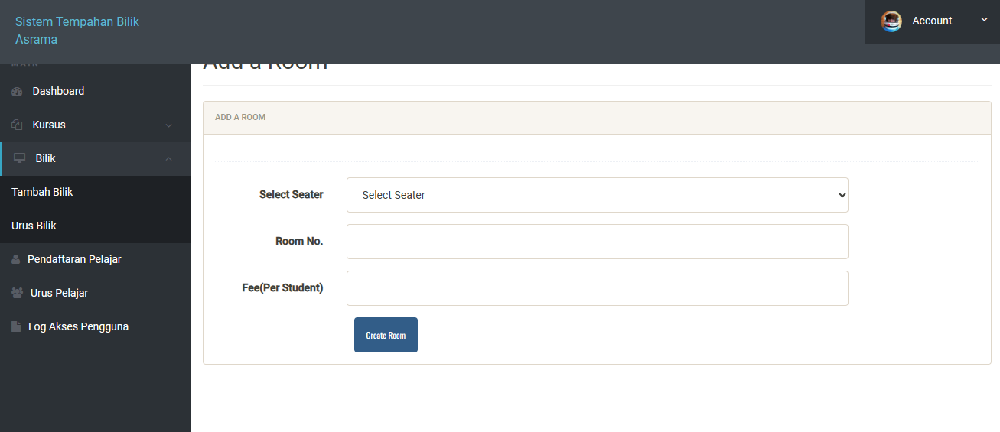 Sistem Tempahan Bilik
Asrama
Account
Add a Room
Dashboard
Kursus
Bilik
Tambah Bilik
Urus Bilik
Pendaftaran Pelajar
Urus Pelajar
Log Akses Pengguna
ADD A ROOM
Select Seater
Select Seater
Room No.
Fee(Per Student)
Create Room